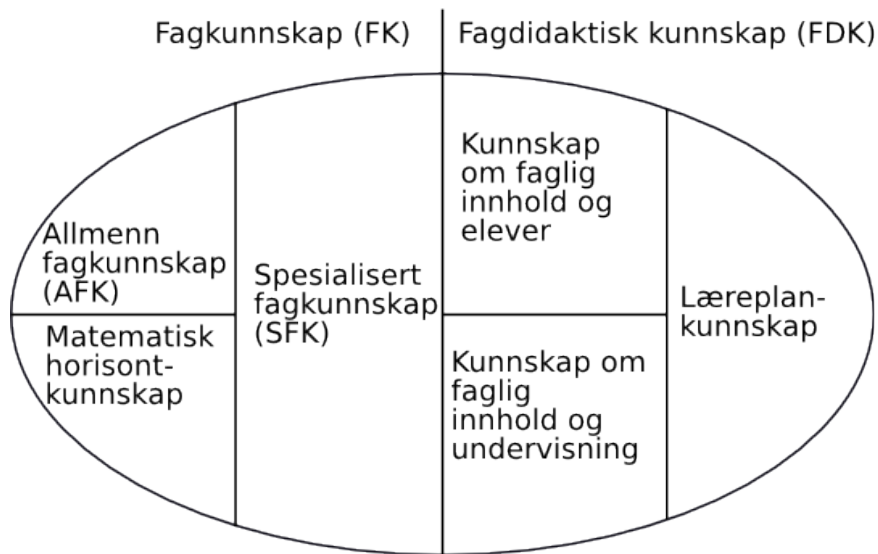 Fagkunnskap (FK)
Fagdidaktisk kunnskap (FDK)
Allmenn
fagkunnskap
(AFK)
Matematisk
horisont-
kunnskap
Spesialisert
fagkunnskap
(SFK)
Kunnskap
om faglig
innhold og
elever
Kunnskap om
faglig
innhold og
undervisning
Læreplan-
kunnskap